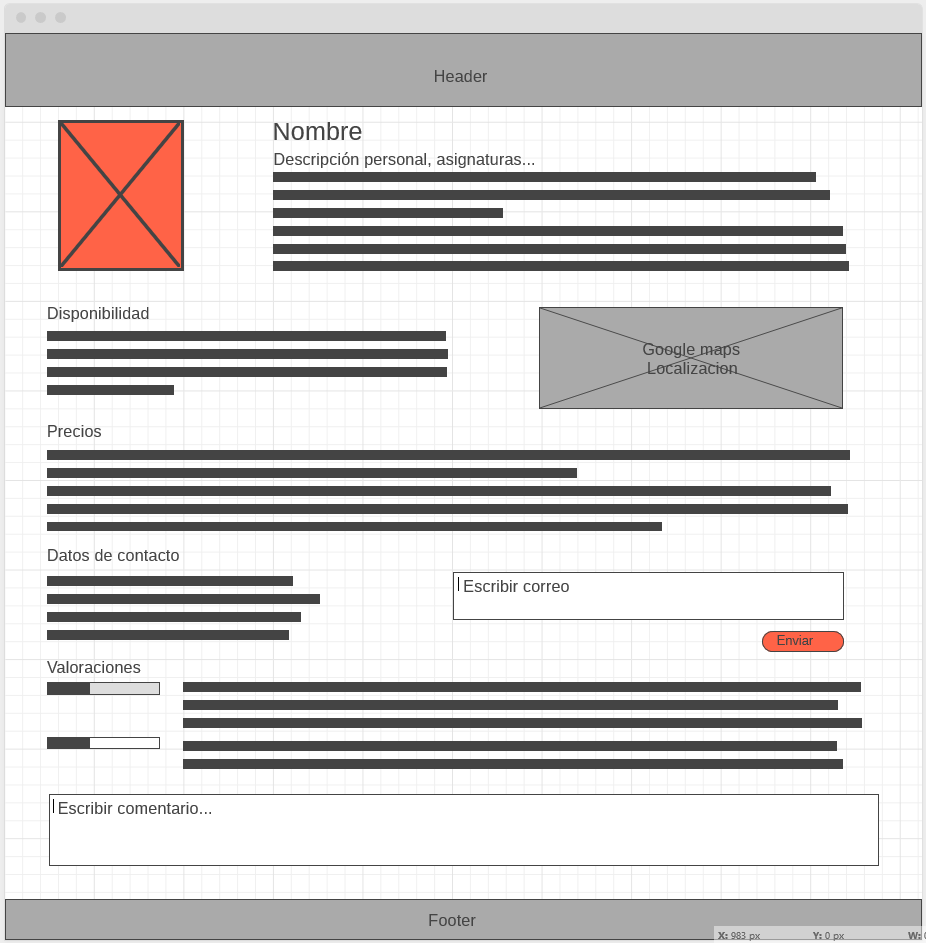 Header
Nombre
Descripción personal, asignaturas...
Disponibilidad
Google maps
Localizacion
Precios
Datos de contacto
Escribir correo
Enviar
Valoraciones
Escribir comentario...
Footer
X: 983 px Y: 0 px W: